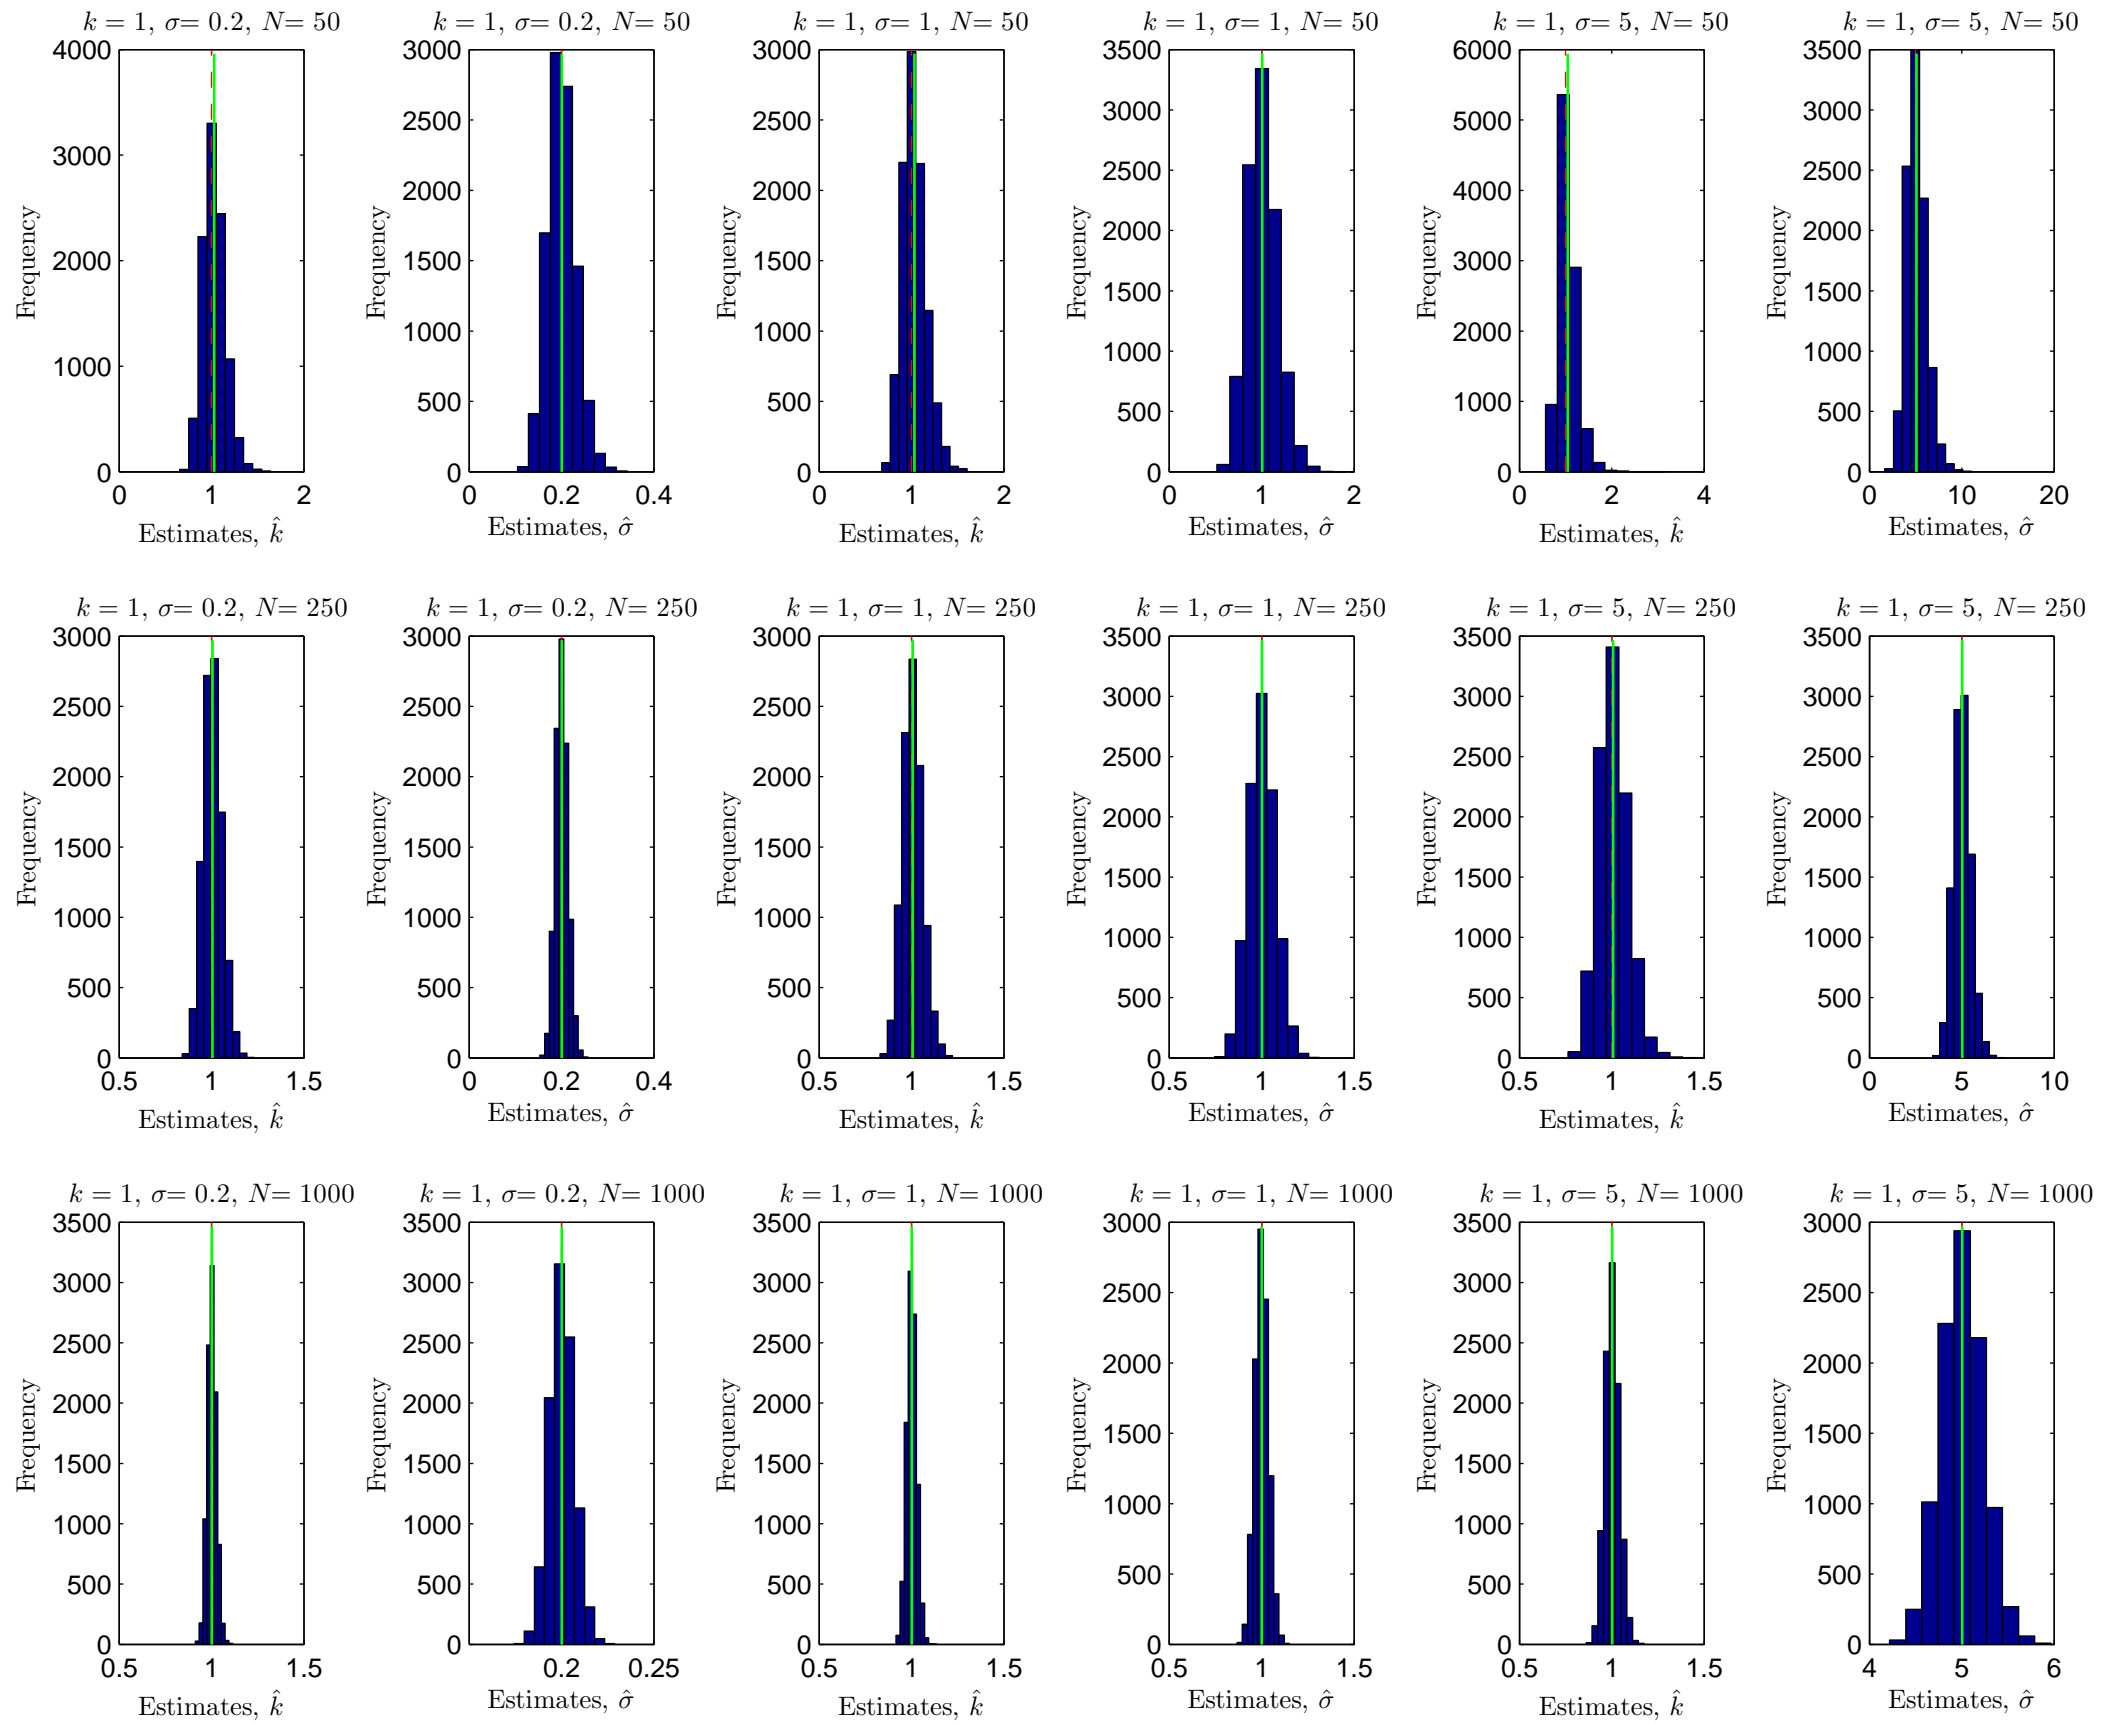 k = 1, σ= 0.2, N= 50
4000
3000
2000
1000
0
0 1 2
Frequency
Estimates, k̂
k = 1, σ= 0.2, N= 50
3000
2500
2000
1500
1000
500
0
0 0.2 0.4
Frequency
Estimates, σ̂
k = 1, σ= 1, N= 50
3000
2500
2000
1500
1000
500
0
0 1 2
Frequency
Estimates, k̂
k = 1, σ= 1, N= 50
3500
3000
2500
2000
1500
1000
500
0
0 1 2
Frequency
Estimates, σ̂
k = 1, σ= 5, N= 50
6000
5000
4000
3000
2000
1000
0
0 2 4
Frequency
Estimates, k̂
k = 1, σ= 5, N= 50
3500
3000
2500
2000
1500
1000
500
0
0 10 20
Frequency
Estimates, σ̂
k = 1, σ= 0.2, N= 250
3000
2500
2000
1500
1000
500
0
0.5 1 1.5
Frequency
Estimates, k̂
k = 1, σ= 0.2, N= 250
3000
2500
2000
1500
1000
500
0
0 0.2 0.4
Frequency
Estimates, σ̂
k = 1, σ= 1, N= 250
3000
2500
2000
1500
1000
500
0
0.5 1 1.5
Frequency
Estimates, k̂
k = 1, σ= 1, N= 250
3500
3000
2500
2000
1500
1000
500
0
0.5 1 1.5
Frequency
Estimates, σ̂
k = 1, σ= 5, N= 250
3500
3000
2500
2000
1500
1000
500
0
0.5 1 1.5
Frequency
Estimates, k̂
k = 1, σ= 5, N= 250
3500
3000
2500
2000
1500
1000
500
0
0 5 10
Frequency
Estimates, σ̂
k = 1, σ= 0.2, N= 1000
3500
3000
2500
2000
1500
1000
500
0
0.5 1 1.5
Frequency
Estimates, k̂
k = 1, σ= 0.2, N= 1000
3500
3000
2500
2000
1500
1000
500
0
0.2 0.25
Frequency
Estimates, σ̂
k = 1, σ= 1, N= 1000
3500
3000
2500
2000
1500
1000
500
0
0.5 1 1.5
Frequency
Estimates, k̂
k = 1, σ= 1, N= 1000
3000
2500
2000
1500
1000
500
0
0.5 1 1.5
Frequency
Estimates, σ̂
k = 1, σ= 5, N= 1000
3500
3000
2500
2000
1500
1000
500
0
0.5 1 1.5
Frequency
Estimates, k̂
k = 1, σ= 5, N= 1000
3000
2500
2000
1500
1000
500
0
4 5 6
Frequency
Estimates, σ̂